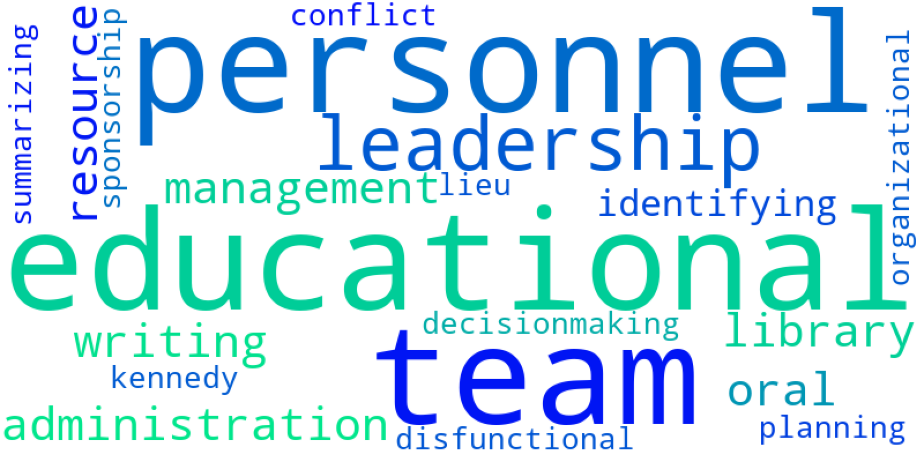 conflict
personnel
summarizing
resource
sponsorship
organizational
leadership
management
lieu
identifying
educational
decisionmaking
library
writing
team
kennedy
oral
administration
planning
disfunctional